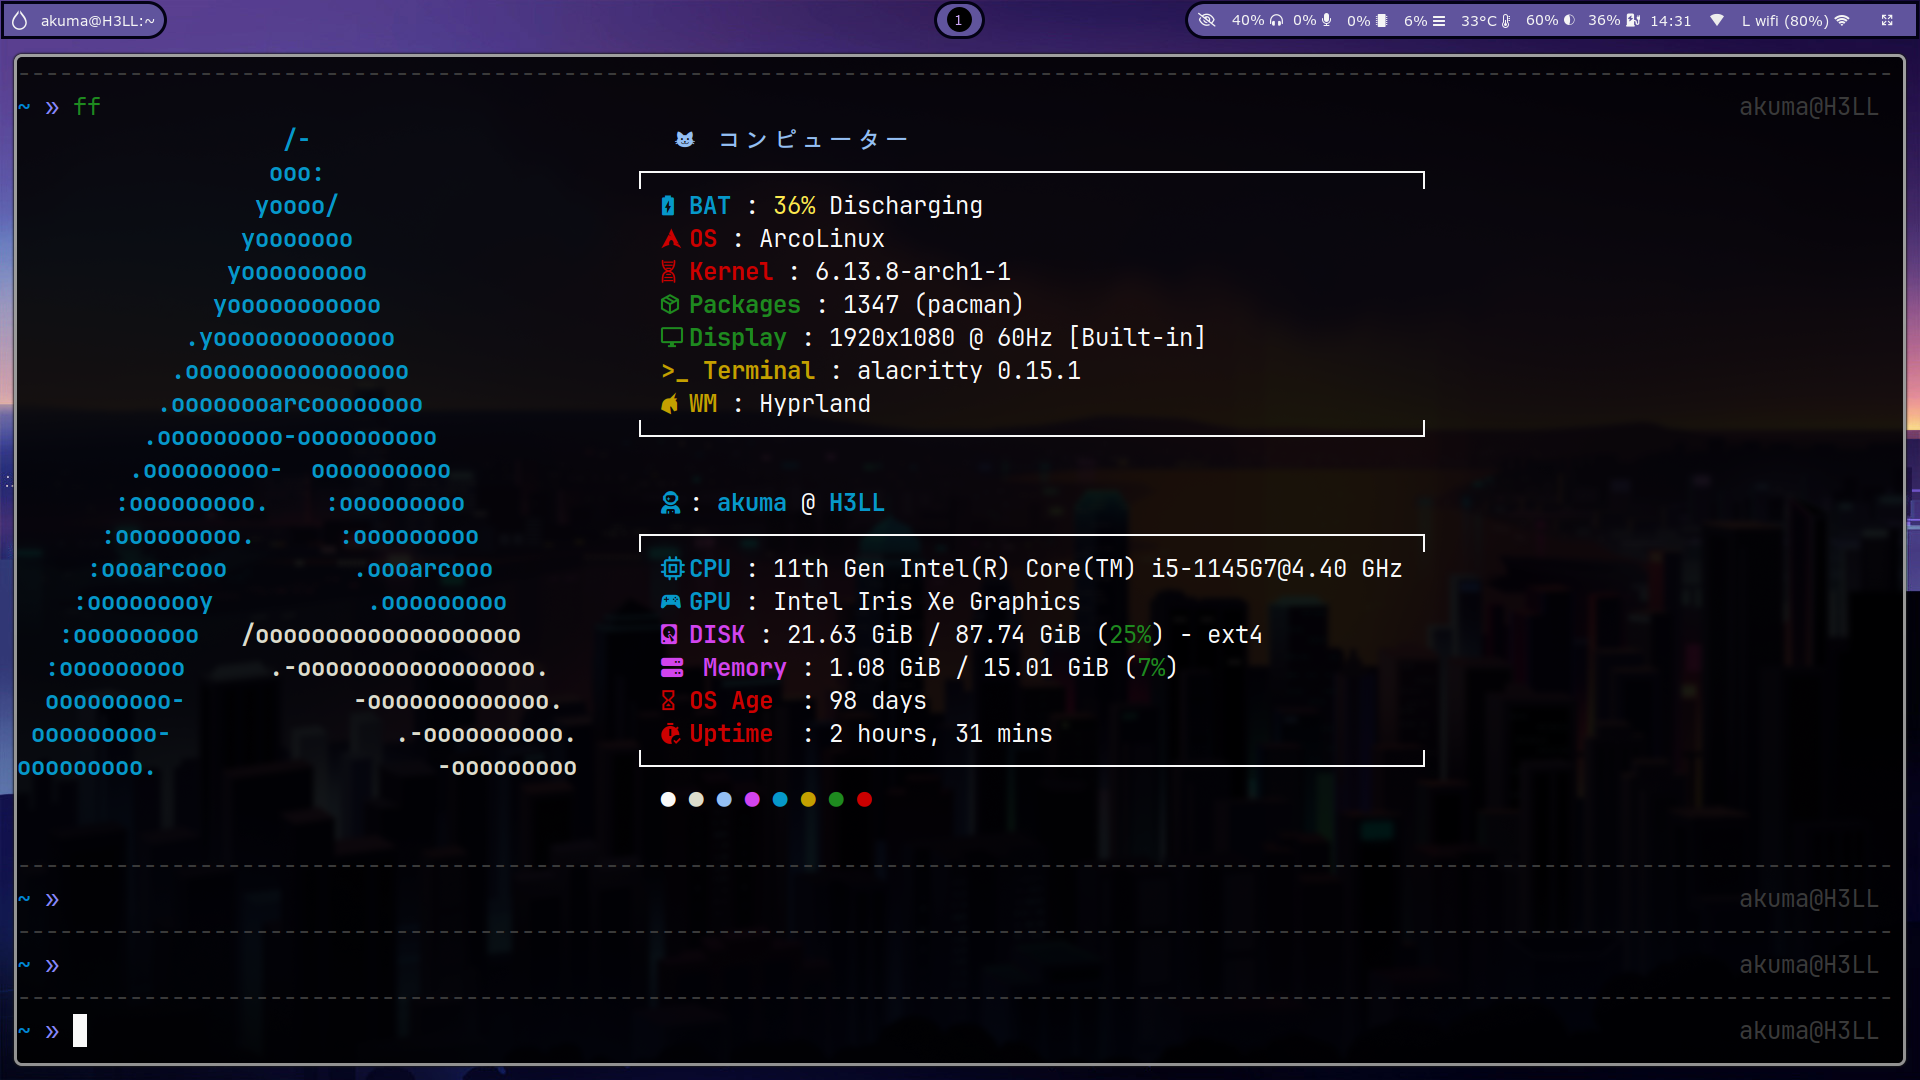 akuma@H3LL:~
1
40% 0% 0% 6% 33°C 60% 36% 14:31 L wifi (80%)
~ » ff akuma@H3LL
/-
ooo:
yoooo/
yooooooo
yooooooooo
yooooooooooo
.yooooooooooooo
.oooooooooooooooo
.oooooooarcoooooooo
.ooooooooo-oooooooooo
.ooooooooo-  oooooooooo
:ooooooooo.    :ooooooooo
:ooooooooo.      :ooooooooo
:oooarcooo         .oooarcooo
:ooooooooy           .ooooooooo
:ooooooooo   /ooooooooooooooooooo
:ooooooooo      .-ooooooooooooooooo.
ooooooooo-            -ooooooooooooo.
ooooooooo-                .-oooooooooo.
ooooooooo.                    -ooooooooo
コンピューター
BAT : 36% Discharging
OS : ArcoLinux
Kernel : 6.13.8-arch1-1
Packages : 1347 (pacman)
Display : 1920x1080 @ 60Hz [Built-in]
>_ Terminal : alacritty 0.15.1
WM : Hyprland
: akuma @ H3LL
CPU : 11th Gen Intel(R) Core(TM) i5-1145G7@4.40 GHz
GPU : Intel Iris Xe Graphics
DISK : 21.63 GiB / 87.74 GiB (25%) - ext4
Memory : 1.08 GiB / 15.01 GiB (7%)
OS Age : 98 days
Uptime : 2 hours, 31 mins
~ » akuma@H3LL
~ » akuma@H3LL
~ » akuma@H3LL